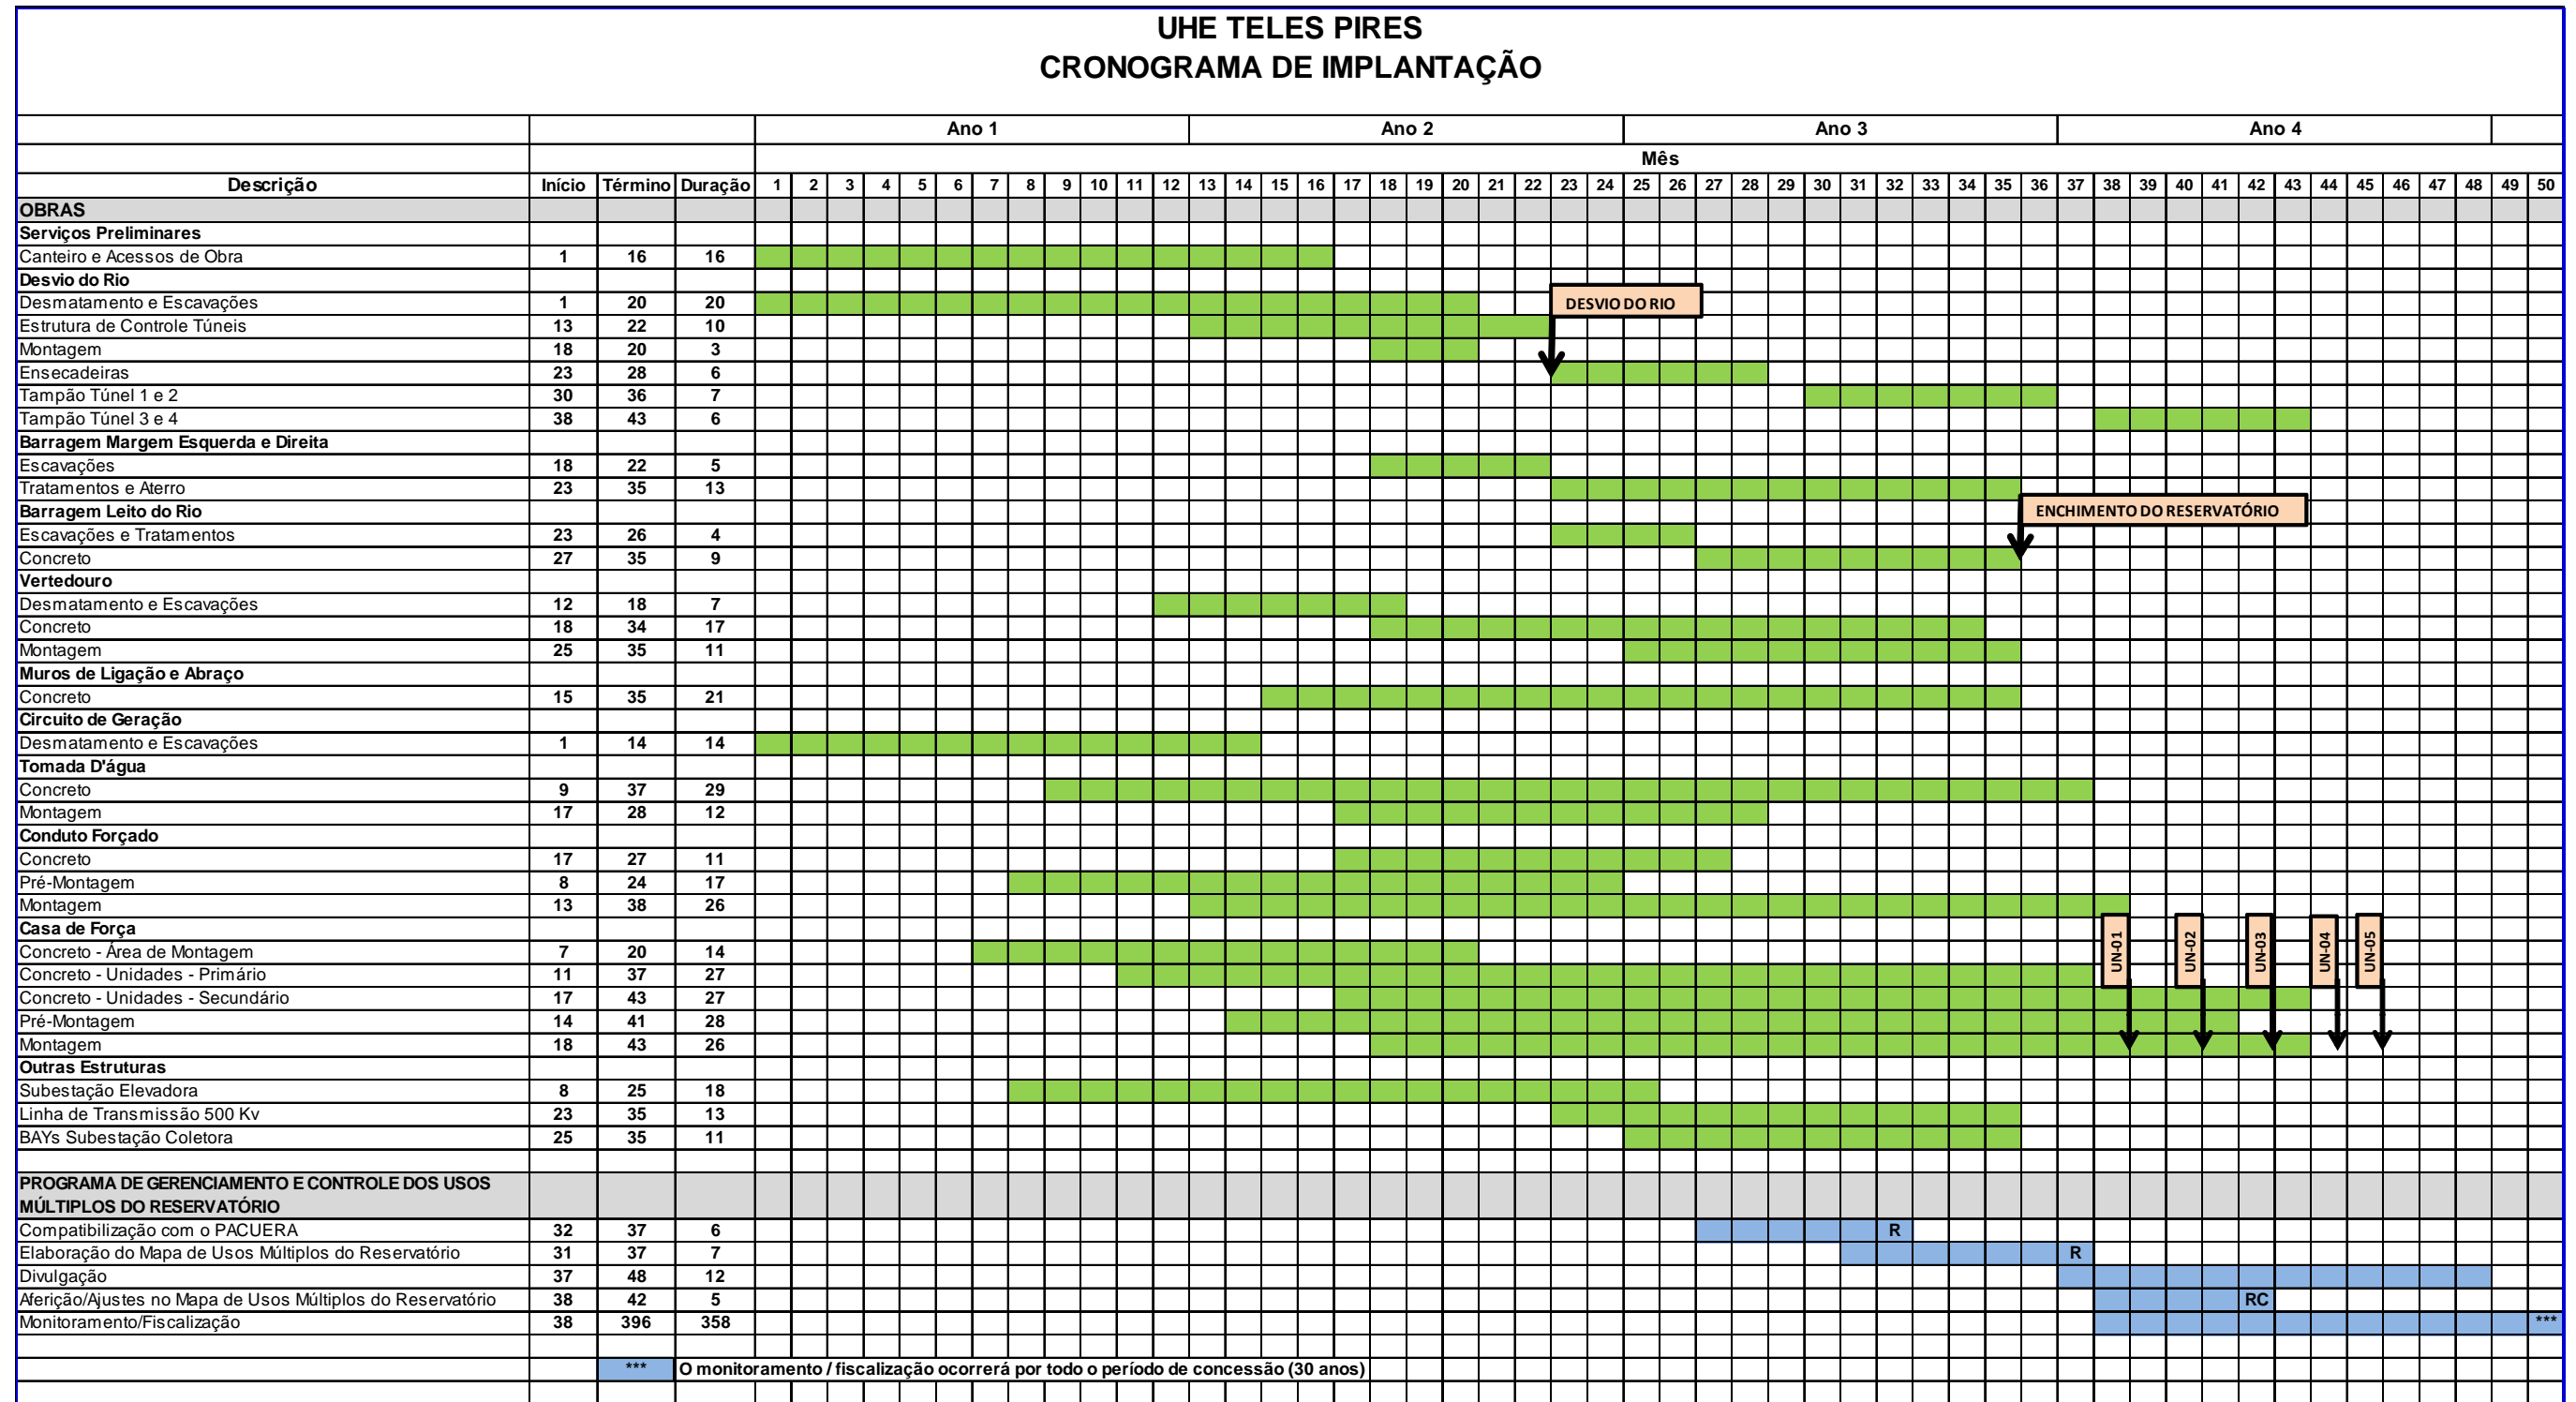 UHE TELES PIRES
CRONOGRAMA DE IMPLANTAÇÃO
Ano 1 Ano 2 Ano 3 Ano 4
Mês
Descrição Início Término Duração 1 2 3 4 5 6 7 8 9 10 11 12 13 14 15 16 17 18 19 20 21 22 23 24 25 26 27 28 29 30 31 32 33 34 35 36 37 38 39 40 41 42 43 44 45 46 47 48 49 50
OBRAS
Serviços Preliminares
Canteiro e Acessos de Obra 1 16 16
Desvio do Rio
Desmatamento e Escavações 1 20 20 DESVIO DO RIO
Estrutura de Controle Túneis 13 22 10
Montagem 18 20 3
Ensecadeiras 23 28 6
Tampão Túnel 1 e 2 30 36 7
Tampão Túnel 3 e 4 38 43 6
Barragem Margem Esquerda e Direita
Escavações 18 22 5
Tratamentos e Aterro 23 35 13
Barragem Leito do Rio ENCHIMENTO DO RESERVATÓRIO
Escavações e Tratamentos 23 26 4
Concreto 27 35 9
Vertedouro
Desmatamento e Escavações 12 18 7
Concreto 18 34 17
Montagem 25 35 11
Muros de Ligação e Abraço
Concreto 15 35 21
Circuito de Geração
Desmatamento e Escavações 1 14 14
Tomada D'água
Concreto 9 37 29
Montagem 17 28 12
Conduto Forçado
Concreto 17 27 11
Pré-Montagem 8 24 17
Montagem 13 38 26
Casa de Força
Concreto - Área de Montagem 7 20 14 UN-01 UN-02 UN-03 UN-04 UN-05
Concreto - Unidades - Primário 11 37 27
Concreto - Unidades - Secundário 17 43 27
Pré-Montagem 14 41 28
Montagem 18 43 26
Outras Estruturas
Subestação Elevadora 8 25 18
Linha de Transmissão 500 Kv 23 35 13
BAYs Subestação Coletora 25 35 11
PROGRAMA DE GERENCIAMENTO E CONTROLE DOS USOS
MÚLTIPLOS DO RESERVATÓRIO
Compatibilização com o PACUERA 32 37 6 R
Elaboração do Mapa de Usos Múltiplos do Reservatório 31 37 7 R
Divulgação 37 48 12
Aferição/Ajustes no Mapa de Usos Múltiplos do Reservatório 38 42 5 RC
Monitoramento/Fiscalização 38 396 358 ***
*** O monitoramento / fiscalização ocorrerá por todo o período de concessão (30 anos)